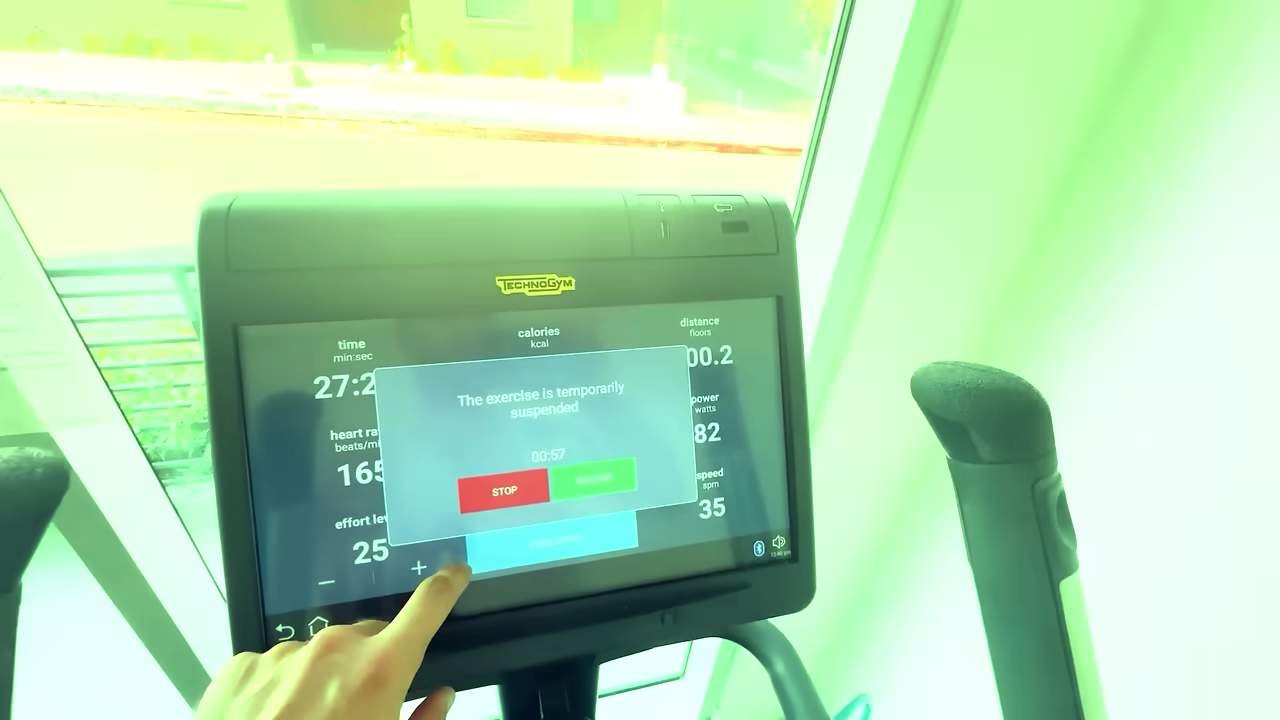 TECHNOGYM
time
min:sec
27:2
calories
kcal
distance
floors
00.2
The exercise is temporarily
suspended
00:57
STOP
heart ra
beats/mi
165
power
watts
82
effort lev
25
speed
spm
35